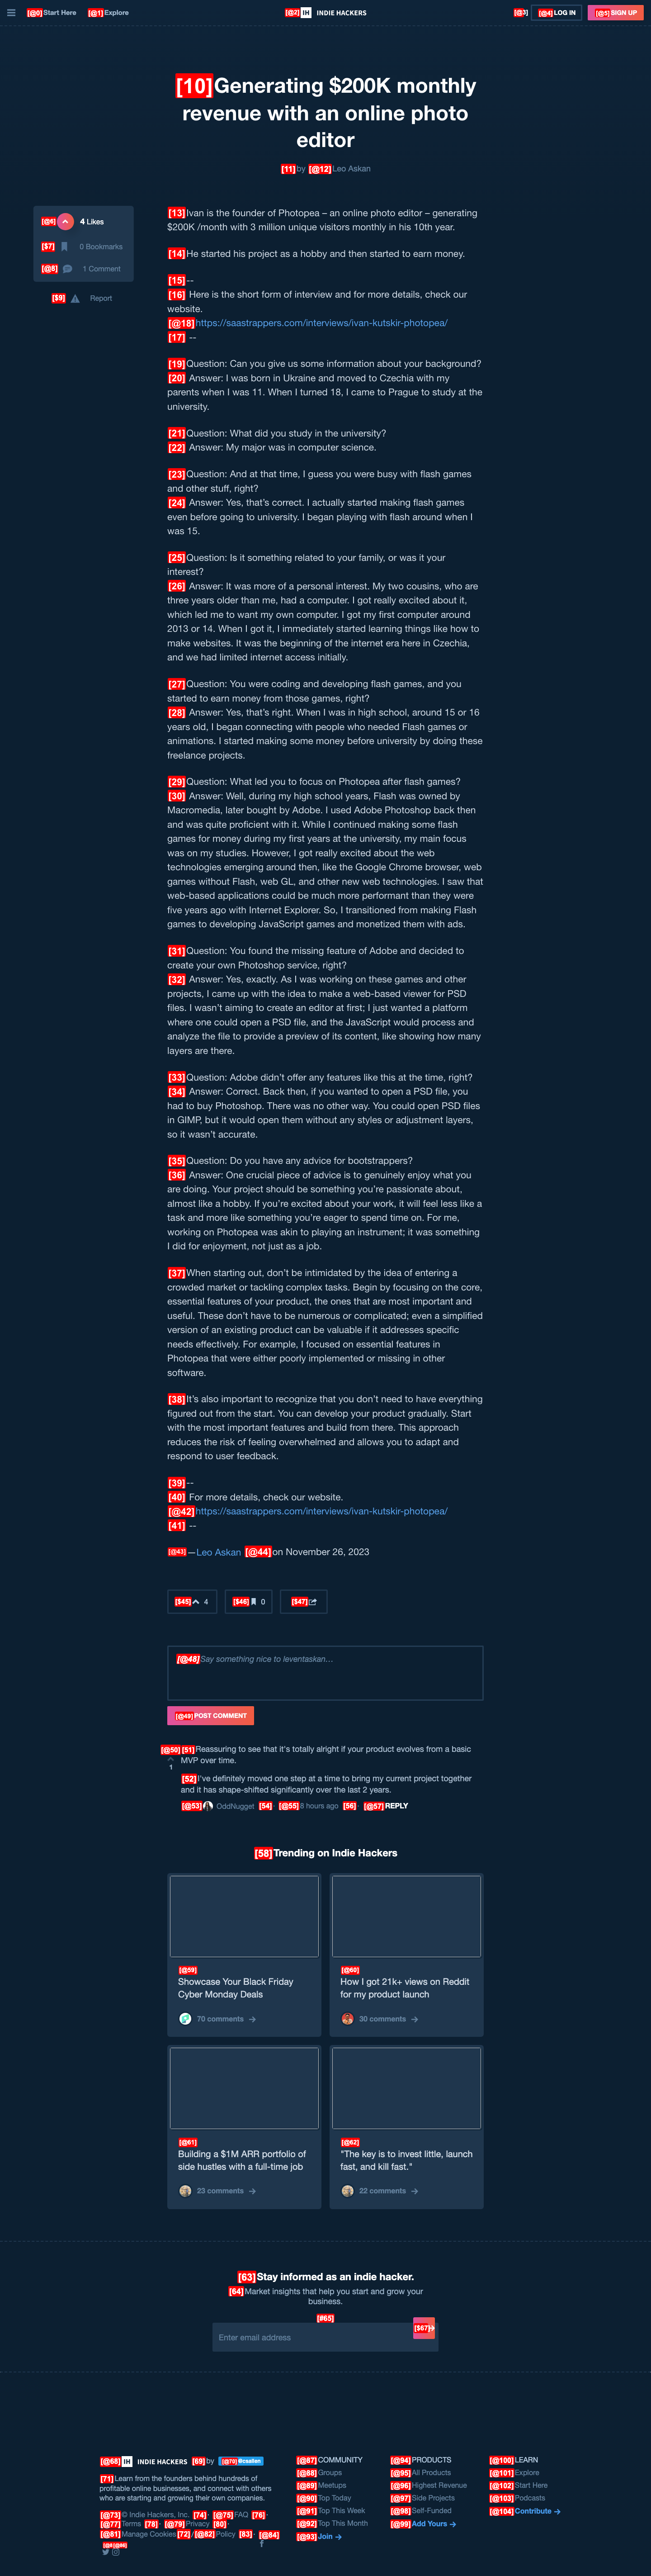 [@0] Start Here [@1] Explore [@2] IH INDIE HACKERS [@3] [@4] LOG IN [@5] SIGN UP
[10]Generating $200K monthly
revenue with an online photo
editor
[11] by [@12] Leo Askan
[@6] 4 Likes
[$7] 0 Bookmarks
[@8] 1 Comment
[$9] Report
[13]Ivan is the founder of Photopea – an online photo editor – generating
$200K /month with 3 million unique visitors monthly in his 10th year.
[14]He started his project as a hobby and then started to earn money.
[15]--
[16] Here is the short form of interview and for more details, check our
website.
[@18]https://saastrappers.com/interviews/ivan-kutskir-photopea/
[17] --
[19]Question: Can you give us some information about your background?
[20] Answer: I was born in Ukraine and moved to Czechia with my
parents when I was 11. When I turned 18, I came to Prague to study at the
university.
[21]Question: What did you study in the university?
[22] Answer: My major was in computer science.
[23]Question: And at that time, I guess you were busy with flash games
and other stuff, right?
[24] Answer: Yes, that's correct. I actually started making flash games
even before going to university. I began playing with flash around when I
was 15.
[25]Question: Is it something related to your family, or was it your
interest?
[26] Answer: It was more of a personal interest. My two cousins, who are
three years older than me, had a computer. I got really excited about it,
which led me to want my own computer. I got my first computer around
2013 or 14. When I got it, I immediately started learning things like how to
make websites. It was the beginning of the internet era here in Czechia,
and we had limited internet access initially.
[27]Question: You were coding and developing flash games, and you
started to earn money from those games, right?
[28] Answer: Yes, that's right. When I was in high school, around 15 or 16
years old, I began connecting with people who needed Flash games or
animations. I started making some money before university by doing these
freelance projects.
[29]Question: What led you to focus on Photopea after flash games?
[30] Answer: Well, during my high school years, Flash was owned by
Macromedia, later bought by Adobe. I used Adobe Photoshop back then
and was quite proficient with it. While I continued making some flash
games for money during my first years at the university, my main focus
was on my studies. However, I got really excited about the web
technologies emerging around then, like the Google Chrome browser, web
games without Flash, web GL, and other new web technologies. I saw that
web-based applications could be much more performant than they were
five years ago with Internet Explorer. So, I transitioned from making Flash
games to developing JavaScript games and monetized them with ads.
[31]Question: You found the missing feature of Adobe and decided to
create your own Photoshop service, right?
[32] Answer: Yes, exactly. As I was working on these games and other
projects, I came up with the idea to make a web-based viewer for PSD
files. I wasn't aiming to create an editor at first; I just wanted a platform
where one could open a PSD file, and the JavaScript would process and
analyze the file to provide a preview of its content, like showing how many
layers are there.
[33]Question: Adobe didn't offer any features like this at the time, right?
[34] Answer: Correct. Back then, if you wanted to open a PSD file, you
had to buy Photoshop. There was no other way. You could open PSD files
in GIMP, but it would open them without any styles or adjustment layers,
so it wasn't accurate.
[35]Question: Do you have any advice for bootstrappers?
[36] Answer: One crucial piece of advice is to genuinely enjoy what you
are doing. Your project should be something you're passionate about,
almost like a hobby. If you're excited about your work, it will feel less like a
task and more like something you're eager to spend time on. For me,
working on Photopea was akin to playing an instrument; it was something
I did for enjoyment, not just as a job.
[37]When starting out, don't be intimidated by the idea of entering a
crowded market or tackling complex tasks. Begin by focusing on the core,
essential features of your product, the ones that are most important and
useful. These don't have to be numerous or complicated; even a simplified
version of an existing product can be valuable if it addresses specific
needs effectively. For example, I focused on essential features in
Photopea that were either poorly implemented or missing in other
software.
[38]It's also important to recognize that you don't need to have everything
figured out from the start. You can develop your product gradually. Start
with the most important features and build from there. This approach
reduces the risk of feeling overwhelmed and allows you to adapt and
respond to user feedback.
[39]--
[40] For more details, check our website.
[@42]https://saastrappers.com/interviews/ivan-kutskir-photopea/
[41] --
[@43] —Leo Askan [@44]on November 26, 2023
[$45] 4 [$46] 0 [$47]
[@48]Say something nice to leventaskan…
[@49] POST COMMENT
[@50] [51]Reassuring to see that it's totally alright if your product evolves from a basic
MVP over time.
1
[52]I've definitely moved one step at a time to bring my current project together
and it has shape-shifted significantly over the last 2 years.
[@53] OddNugget [54]· [@55]8 hours ago [56]· [@57]REPLY
[58]Trending on Indie Hackers
[@59]
Showcase Your Black Friday
Cyber Monday Deals
70 comments
[@60]
How I got 21k+ views on Reddit
for my product launch
30 comments
[@61]
Building a $1M ARR portfolio of
side hustles with a full-time job
23 comments
[@62]
"The key is to invest little, launch
fast, and kill fast."
22 comments
[63]Stay informed as an indie hacker.
[64]Market insights that help you start and grow your
business.
[#65]
Enter email address [$67]
[@68] IH INDIE HACKERS [69]by [@70]@csallen
[71]Learn from the founders behind hundreds of
profitable online businesses, and connect with others
who are starting and growing their own companies.
[@73]© Indie Hackers, Inc. [74]· [@75]FAQ [76]·
[@77]Terms [78]· [@79]Privacy [80]·
[@81]Manage Cookies[72]/[@82]Policy [83]· [@84]
[@86]
[@87]COMMUNITY
[@88]Groups
[@89]Meetups
[@90]Top Today
[@91]Top This Week
[@92]Top This Month
[@93]Join
[@94]PRODUCTS
[@95]All Products
[@96]Highest Revenue
[@97]Side Projects
[@98]Self-Funded
[@99]Add Yours
[@100]LEARN
[@101]Explore
[@102]Start Here
[@103]Podcasts
[@104]Contribute